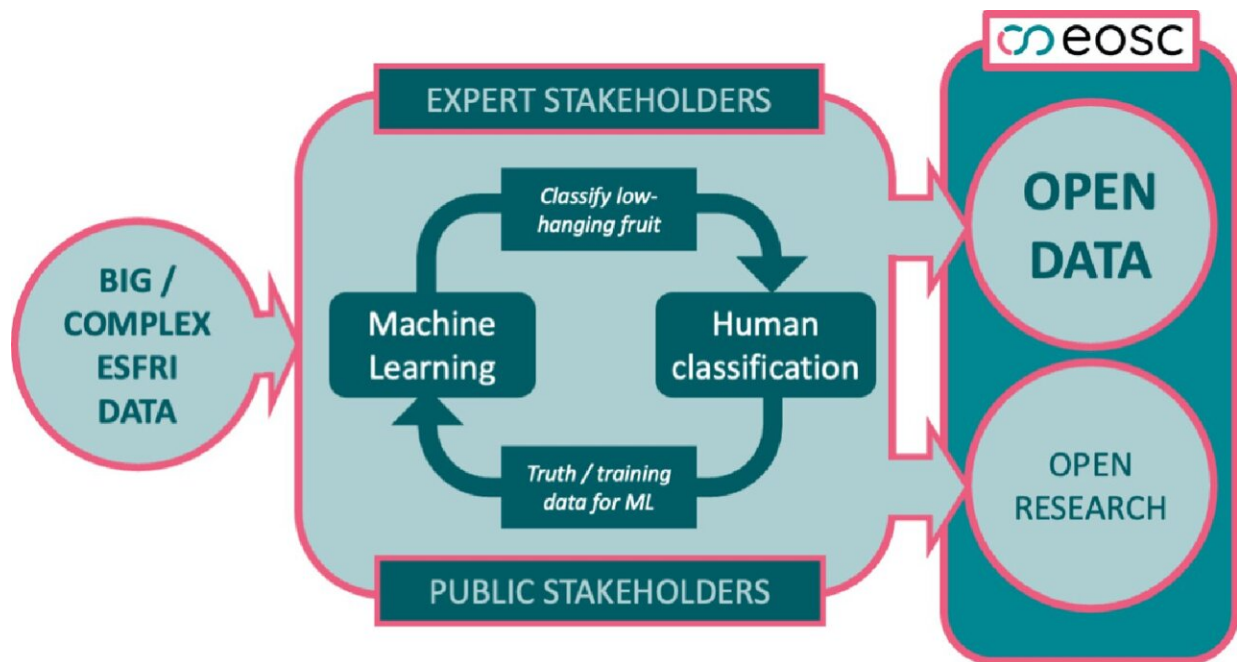 eosc
EXPERT STAKEHOLDERS
Classify low-
hanging fruit
BIG /
COMPLEX
ESFRI
DATA
Machine
Learning
Human
classification
Truth / training
data for ML
PUBLIC STAKEHOLDERS
OPEN
DATA
OPEN
RESEARCH